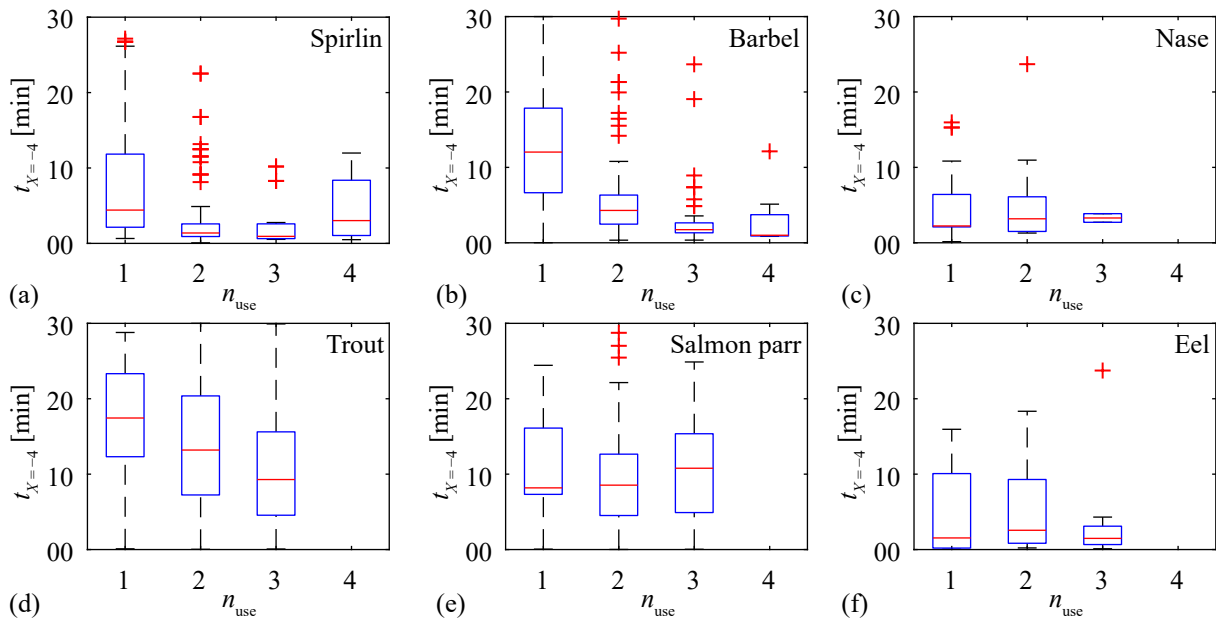 30
20
10
00
t_{X=−4} [min]
Spirlin
1 2 3 4
(a)
n_use
30
20
10
00
t_{X=−4} [min]
Barbel
1 2 3 4
(b)
n_use
30
20
10
00
t_{X=−4} [min]
Nase
1 2 3 4
(c)
n_use
30
20
10
00
t_{X=−4} [min]
Trout
1 2 3 4
(d)
n_use
30
20
10
00
t_{X=−4} [min]
Salmon parr
1 2 3 4
(e)
n_use
30
20
10
00
t_{X=−4} [min]
Eel
1 2 3 4
(f)
n_use